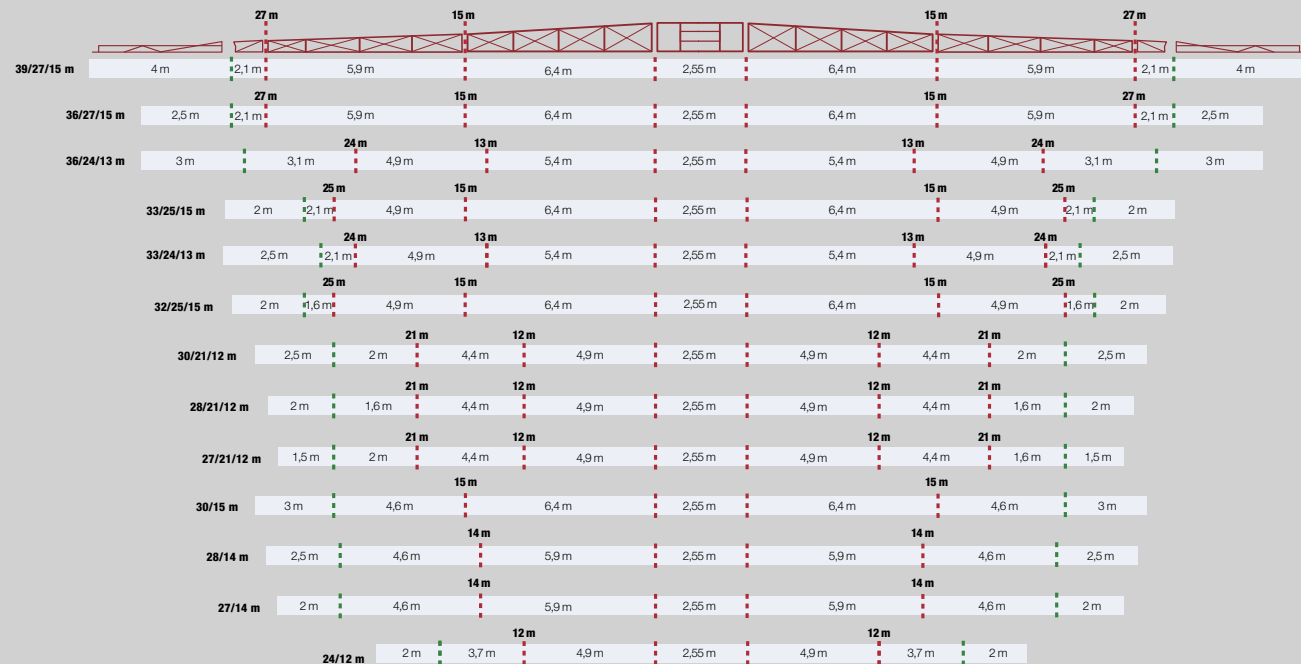 27 m 15 m 15 m 27 m
39/27/15 m 4 m 2,1 m 5,9 m 6,4 m 2,55 m 6,4 m 5,9 m 2,1 m 4 m
27 m 15 m 15 m 27 m
36/27/15 m 2,5 m 2,1 m 5,9 m 6,4 m 2,55 m 6,4 m 5,9 m 2,1 m 2,5 m
24 m 13 m 13 m 24 m
36/24/13 m 3 m 3,1 m 4,9 m 5,4 m 2,55 m 5,4 m 4,9 m 3,1 m 3 m
25 m 15 m 15 m 25 m
33/25/15 m 2 m 2,1 m 4,9 m 6,4 m 2,55 m 6,4 m 4,9 m 2,1 m 2 m
24 m 13 m 13 m 24 m
33/24/13 m 2,5 m 2,1 m 4,9 m 5,4 m 2,55 m 5,4 m 4,9 m 2,1 m 2,5 m
25 m 15 m 15 m 25 m
32/25/15 m 2 m 1,6 m 4,9 m 6,4 m 2,55 m 6,4 m 4,9 m 1,6 m 2 m
21 m 12 m 12 m 21 m
30/21/12 m 2,5 m 2 m 4,4 m 4,9 m 2,55 m 4,9 m 4,4 m 2 m 2,5 m
21 m 12 m 12 m 21 m
28/21/12 m 2 m 1,6 m 4,4 m 4,9 m 2,55 m 4,9 m 4,4 m 1,6 m 2 m
21 m 12 m 12 m 21 m
27/21/12 m 1,5 m 2 m 4,4 m 4,9 m 2,55 m 4,9 m 4,4 m 1,6 m 1,5 m
15 m 15 m
30/15 m 3 m 4,6 m 6,4 m 2,55 m 6,4 m 4,6 m 3 m
14 m 14 m
28/14 m 2,5 m 4,6 m 5,9 m 2,55 m 5,9 m 4,6 m 2,5 m
14 m 14 m
27/14 m 2 m 4,6 m 5,9 m 2,55 m 5,9 m 4,6 m 2 m
12 m 12 m
24/12 m 2 m 3,7 m 4,9 m 2,55 m 4,9 m 3,7 m 2 m